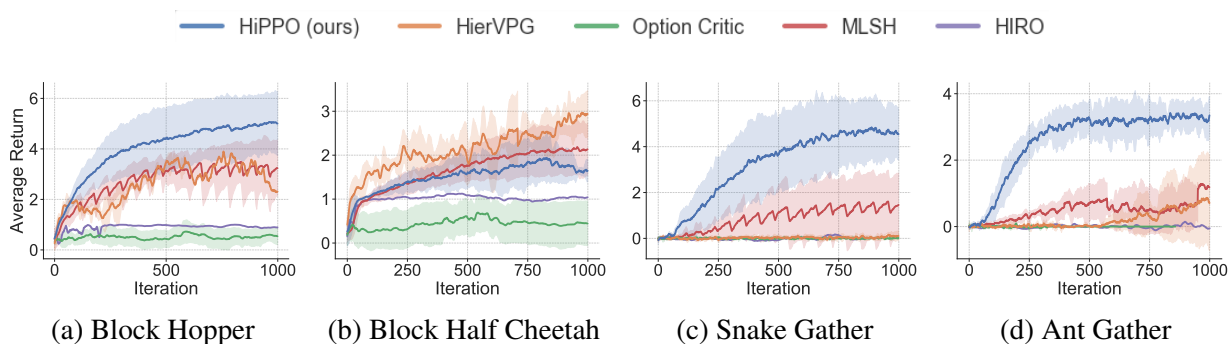 HiPPO (ours) HierVPG Option Critic MLSH HIRO
Average Return
6
4
2
0
0 500 1000
Iteration
(a) Block Hopper
3
2
1
0
0 250 500 750 1000
Iteration
(b) Block Half Cheetah
6
4
2
0
0 250 500 750 1000
Iteration
(c) Snake Gather
4
2
0
0 250 500 750 1000
Iteration
(d) Ant Gather